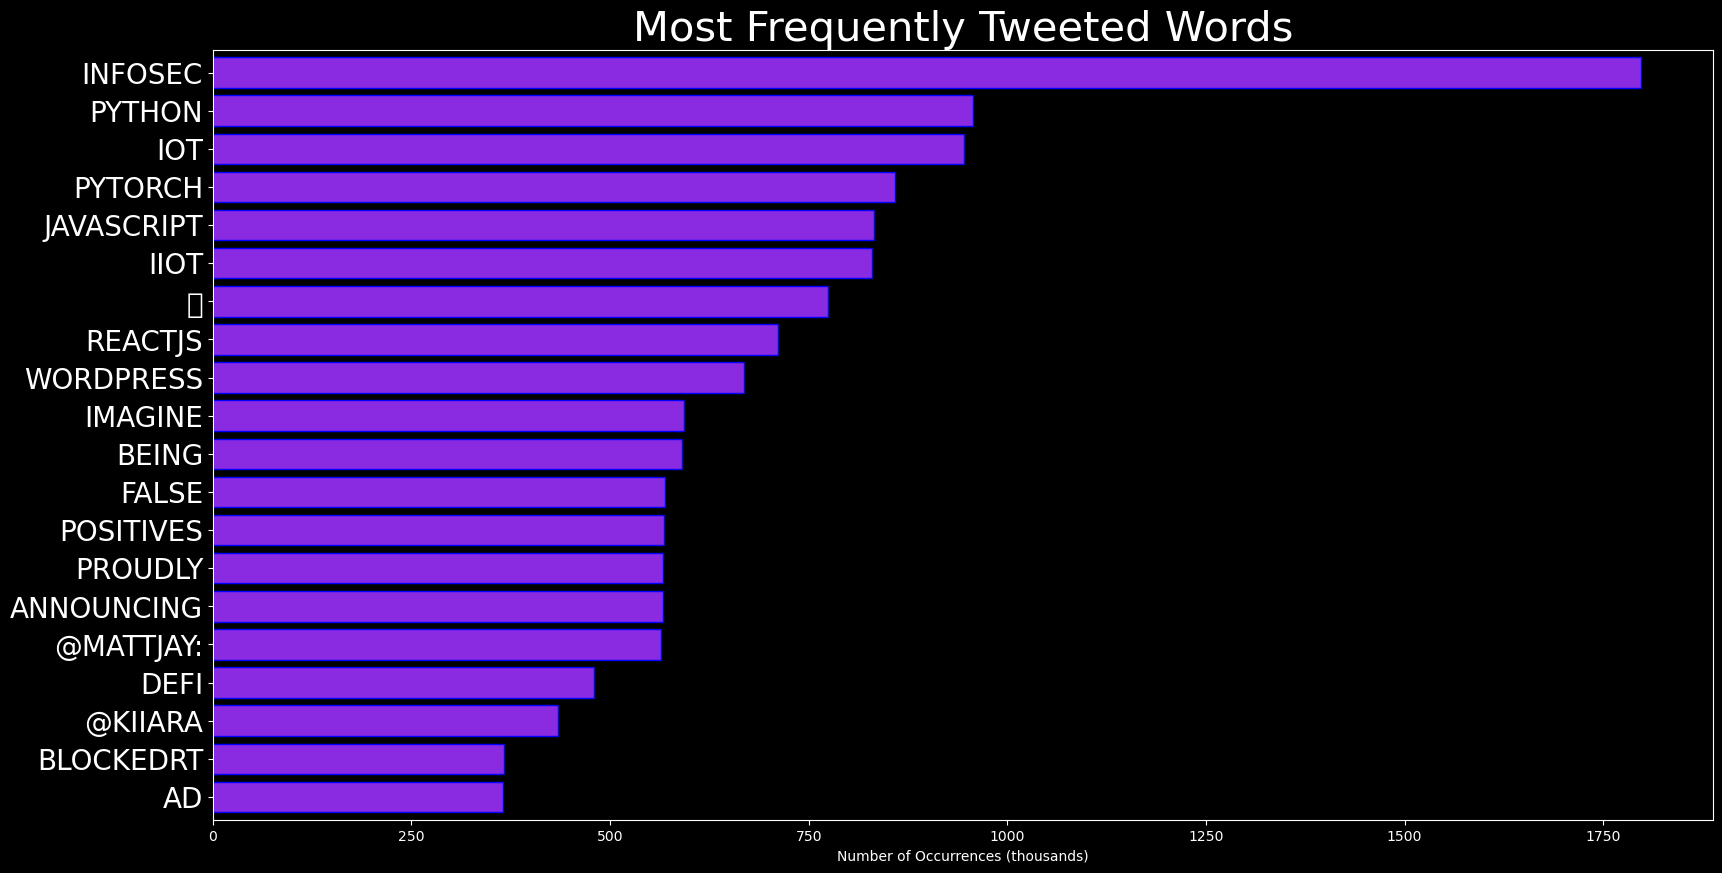 Most Frequently Tweeted Words
INFOSEC
PYTHON
IOT
PYTORCH
JAVASCRIPT
IIOT
REACTJS
WORDPRESS
IMAGINE
BEING
FALSE
POSITIVES
PROUDLY
ANNOUNCING
@MATTJAY:
DEFI
@KIIARA
BLOCKEDRT
AD
0 250 500 750 1000 1250 1500 1750
Number of Occurrences (thousands)